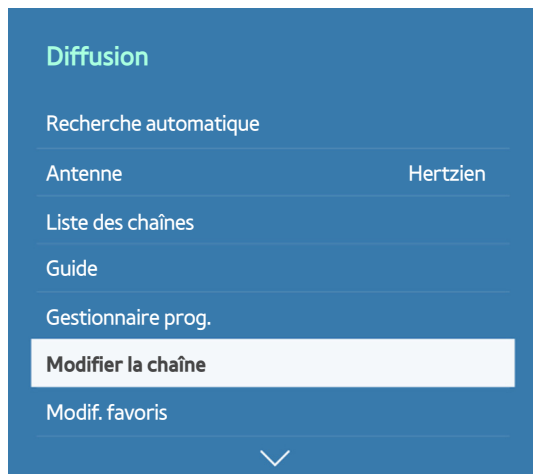 Diffusion
Recherche automatique
Antenne Hertzien
Liste des chaînes
Guide
Gestionnaire prog.
Modifier la chaîne
Modif. favoris